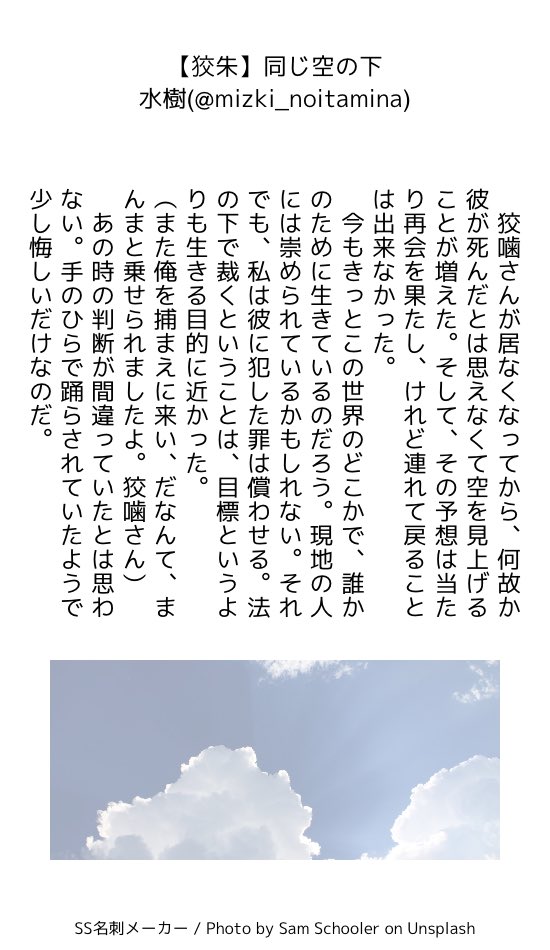 【狡朱】同じ空の下
水樹(@mizki_noitamina)
　狡噛さんが居なくなってから、何故か
彼が死んだとは思えなくて空を見上げる
ことが増えた。そして、その予想は当た
り再会を果たし、けれど連れて戻ること
は出来なかった。
　今もきっとこの世界のどこかで、誰か
のために生きているのだろう。現地の人
には崇められているかもしれない。それ
でも、私は彼に犯した罪は償わせる。法
の下で裁くということは、目標というよ
りも生きる目的に近かった。
（また俺を捕まえに来い、だなんて、ま
んまと乗せられましたよ。狡噛さん）
　あの時の判断が間違っていたとは思わ
ない。手のひらで踊らされていたようで
少し悔しいだけなのだ。
SS名刺メーカー / Photo by Sam Schooler on Unsplash